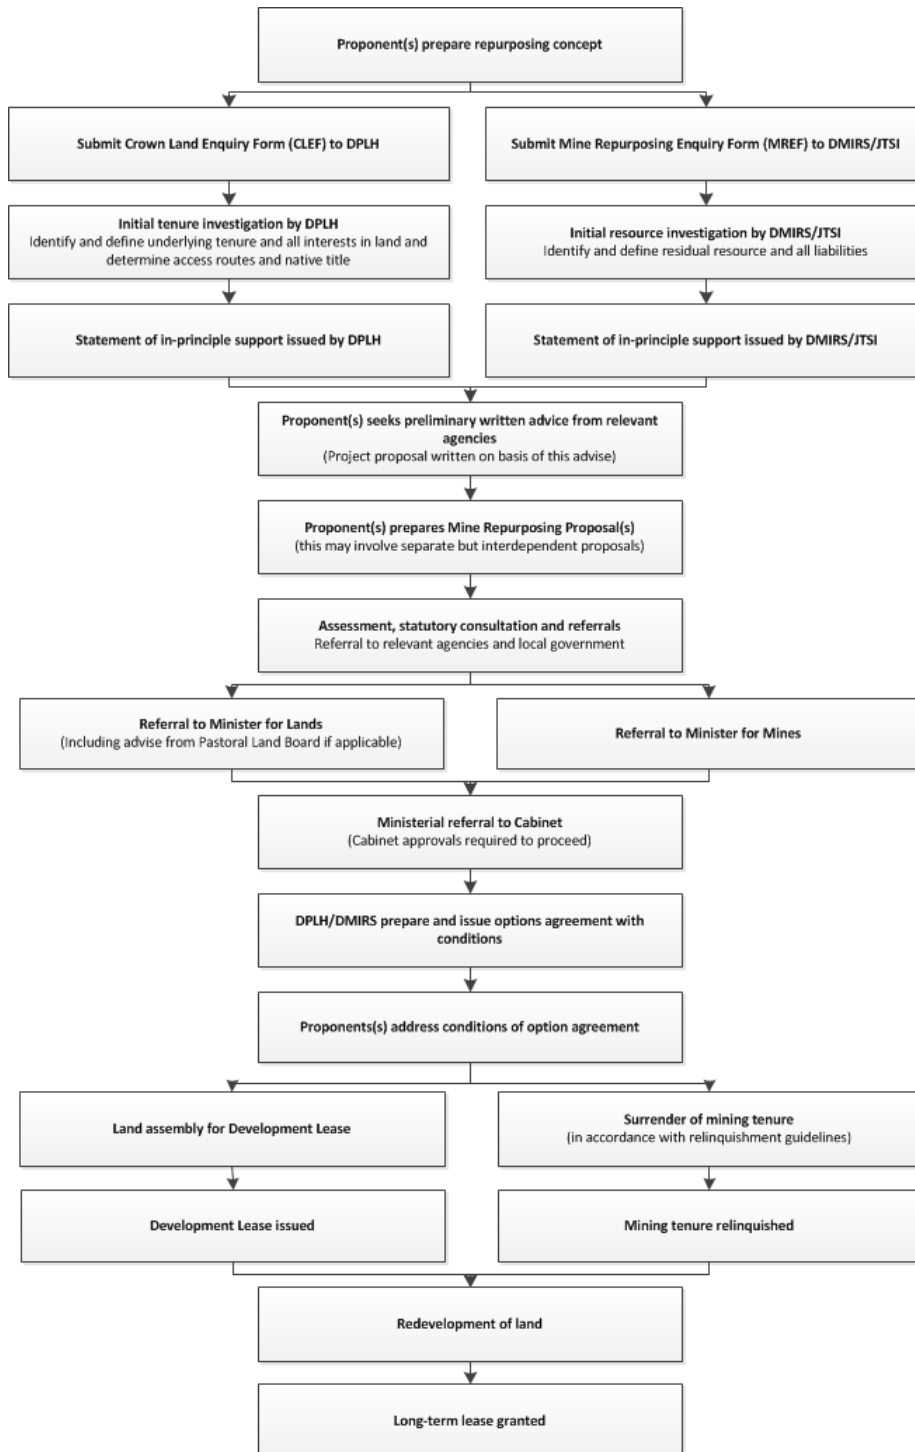 Proponent(s) prepare repurposing concept
Submit Crown Land Enquiry Form (CLEF) to DPLH
Submit Mine Repurposing Enquiry Form (MREF) to DMIRS/JTSI
Initial tenure investigation by DPLH
Identify and define underlying tenure and all interests in land and
determine access routes and native title
Initial resource investigation by DMIRS/JTSI
Identify and define residual resource and all liabilities
Statement of in-principle support issued by DPLH
Statement of in-principle support issued by DMIRS/JTSI
Proponent(s) seeks preliminary written advice from relevant
agencies
(Project proposal written on basis of this advise)
Proponent(s) prepares Mine Repurposing Proposal(s)
(this may involve separate but interdependent proposals)
Assessment, statutory consultation and referrals
Referral to relevant agencies and local government
Referral to Minister for Lands
(Including advise from Pastoral Land Board if applicable)
Referral to Minister for Mines
Ministerial referral to Cabinet
(Cabinet approvals required to proceed)
DPLH/DMIRS prepare and issue options agreement with
conditions
Proponents(s) address conditions of option agreement
Land assembly for Development Lease
Surrender of mining tenure
(in accordance with relinquishment guidelines)
Development Lease issued
Mining tenure relinquished
Redevelopment of land
Long-term lease granted